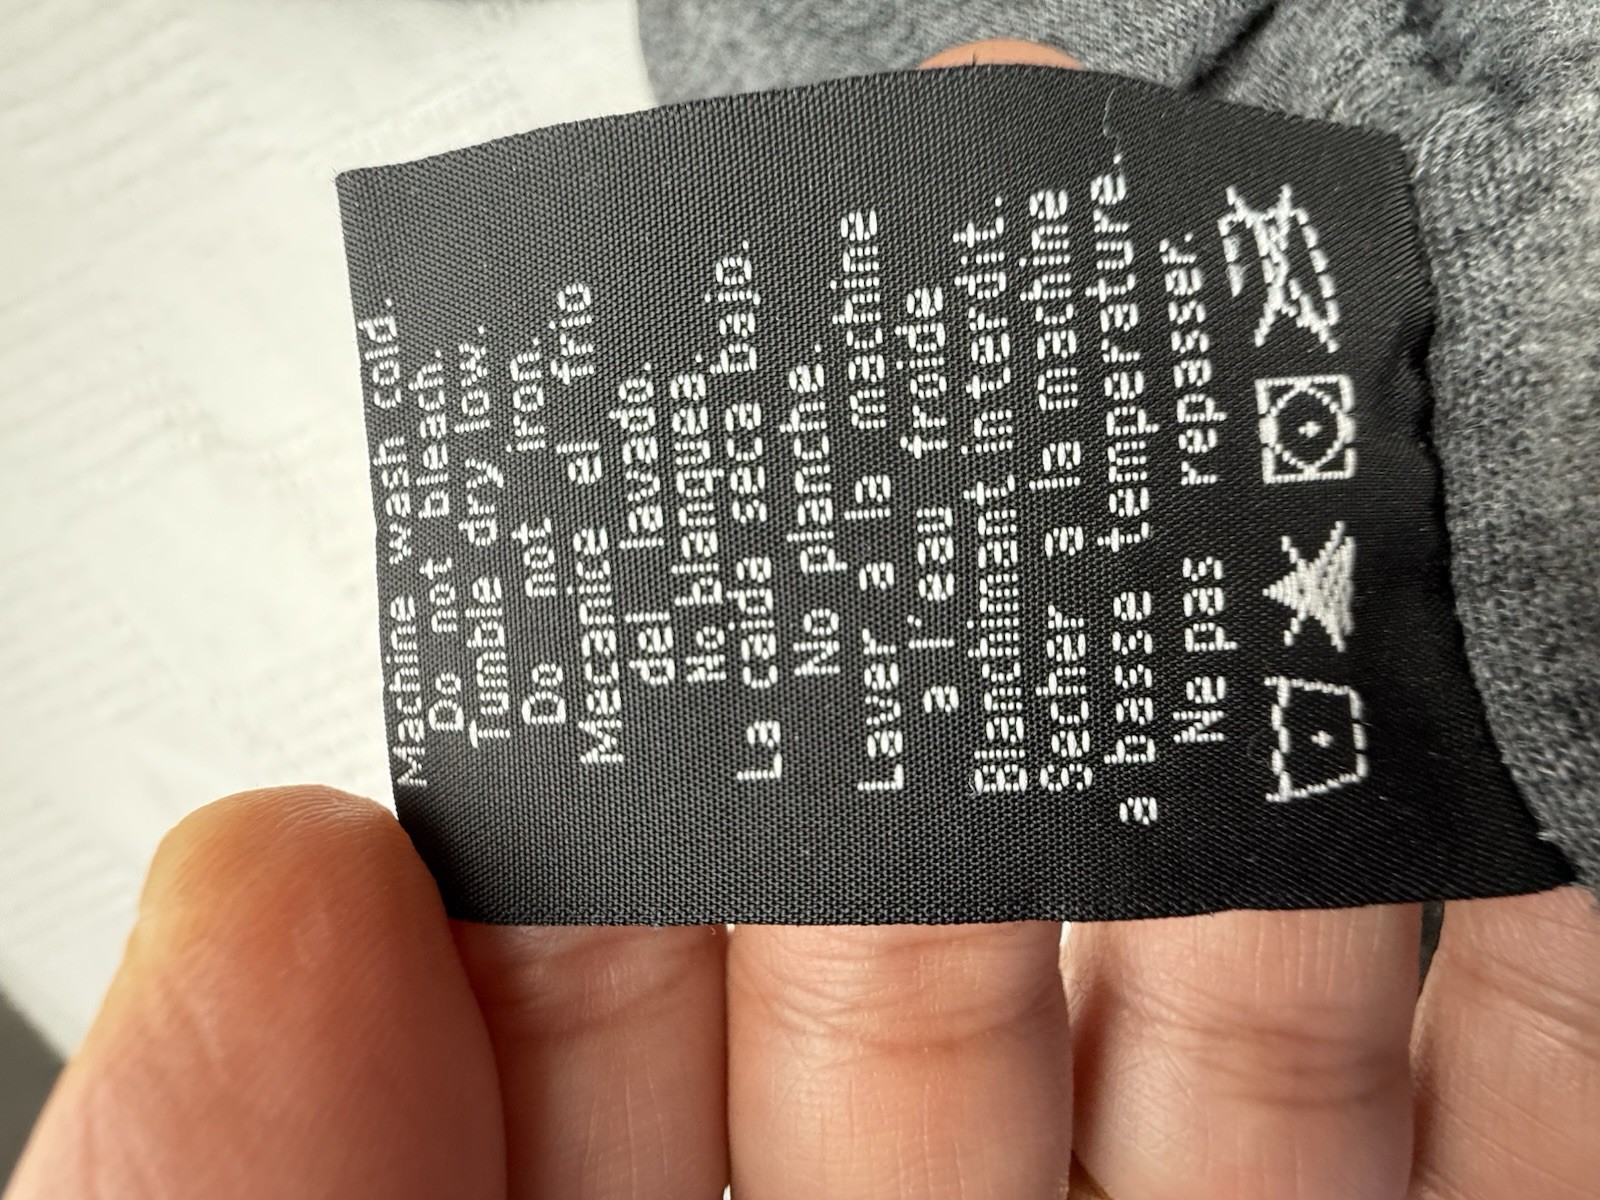 Machine wash cold.
Do not bleach.
Tumble dry low.
Do not iron.
Mecanice el frio
del lavado.
No blanquea.
La caida seca bajo.
No planche.
Laver a la machine
a l'eau froide
Blanchimant interdit.
Secher a la machine
a basse temperature.
Ne pas repasser.